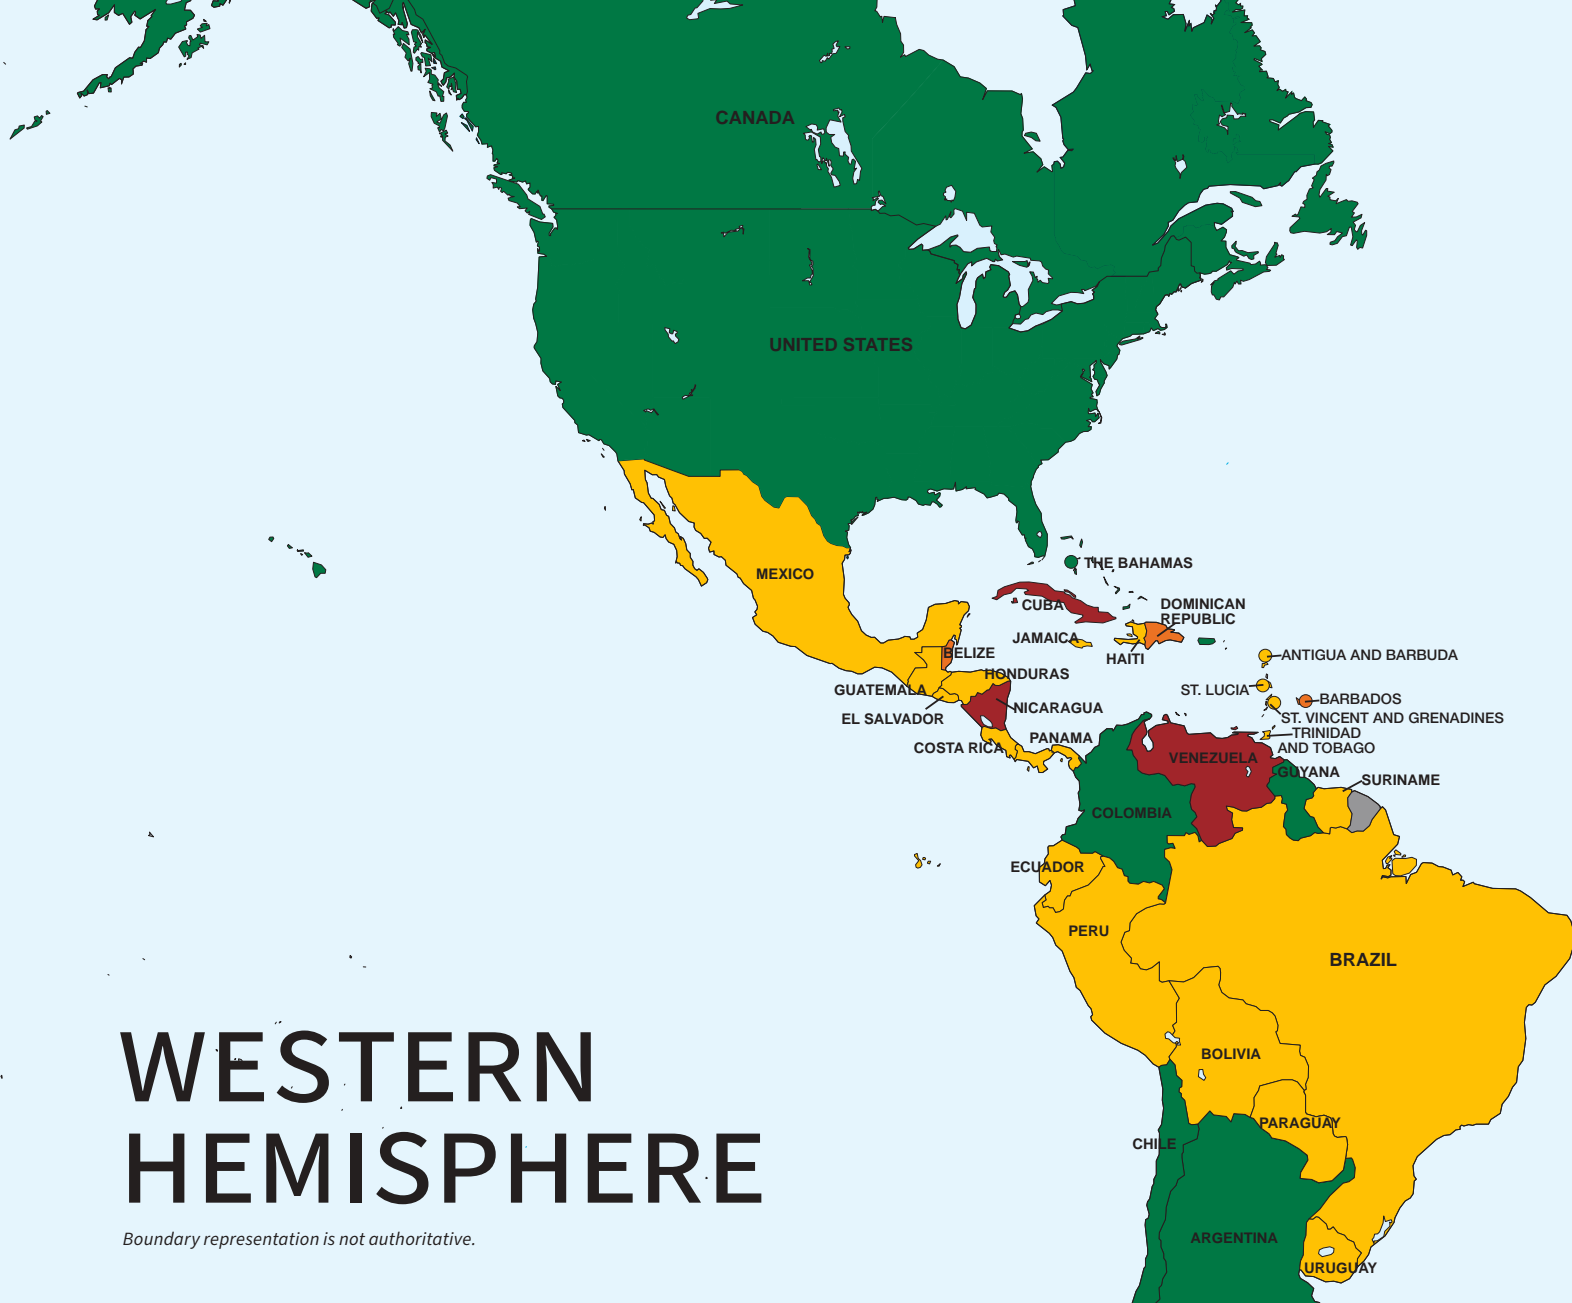 CANADA
UNITED STATES
MEXICO
THE BAHAMAS
CUBA
DOMINICAN
REPUBLIC
JAMAICA
HAITI
BELIZE
ANTIGUA AND BARBUDA
HONDURAS
GUATEMALA
ST. LUCIA
BARBADOS
NICARAGUA
EL SALVADOR
ST. VINCENT AND GRENADINES
TRINIDAD
AND TOBAGO
PANAMA
COSTA RICA
VENEZUELA
GUYANA
SURINAME
COLOMBIA
ECUADOR
PERU
BRAZIL
BOLIVIA
PARAGUAY
CHILE
ARGENTINA
URUGUAY
WESTERN
HEMISPHERE
Boundary representation is not authoritative.